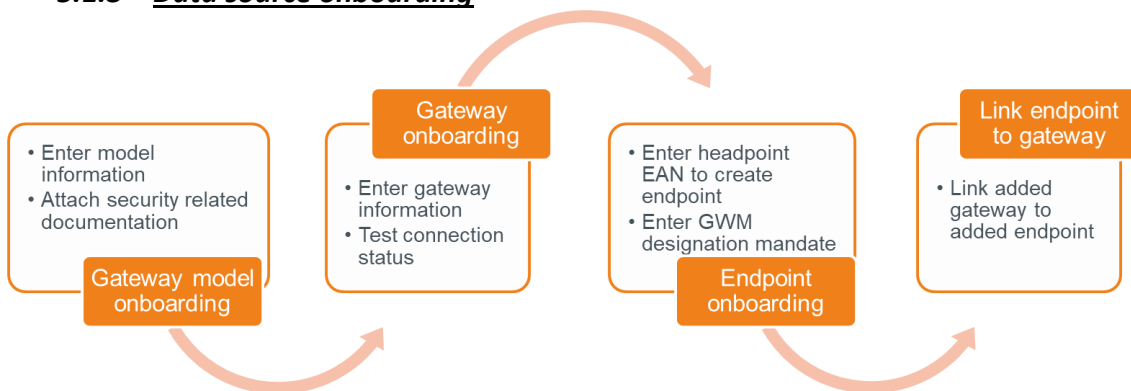 Data source onboarding
• Enter model
information
• Attach security related
documentation
Gateway model
onboarding
Gateway
onboarding
• Enter gateway
information
• Test connection
status
• Enter headpoint
EAN to create
endpoint
• Enter GWM
designation mandate
Endpoint
onboarding
Link endpoint
to gateway
• Link added
gateway to
added endpoint